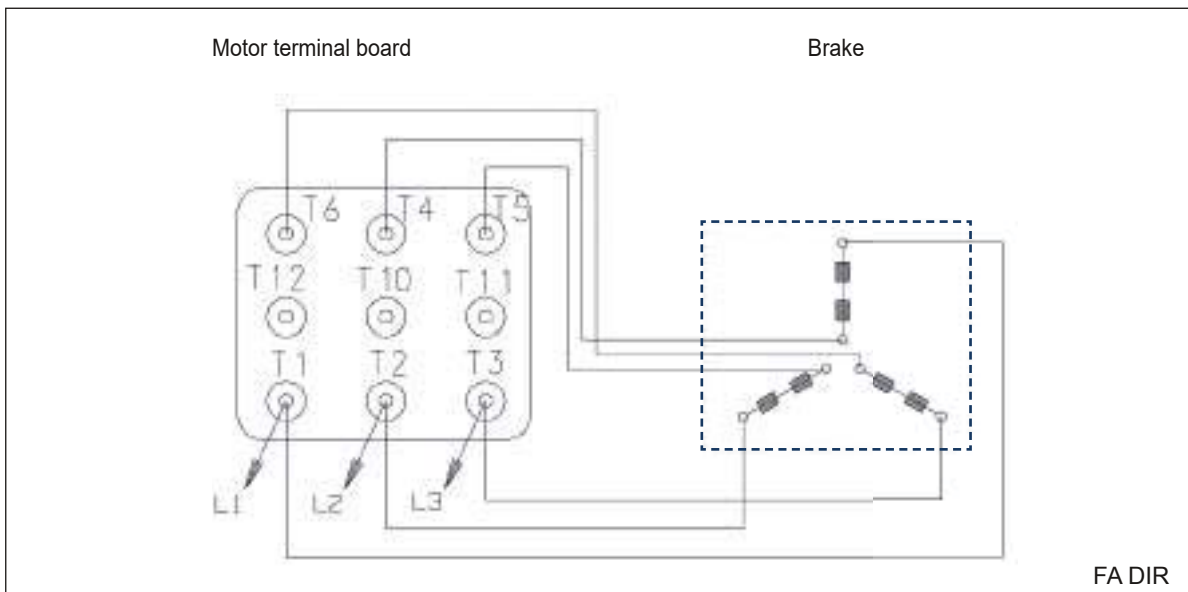 Motor terminal board
Brake
T6 T4 T5
T12 T10 T11
T1 T2 T3
L1 L2 L3
FA DIR